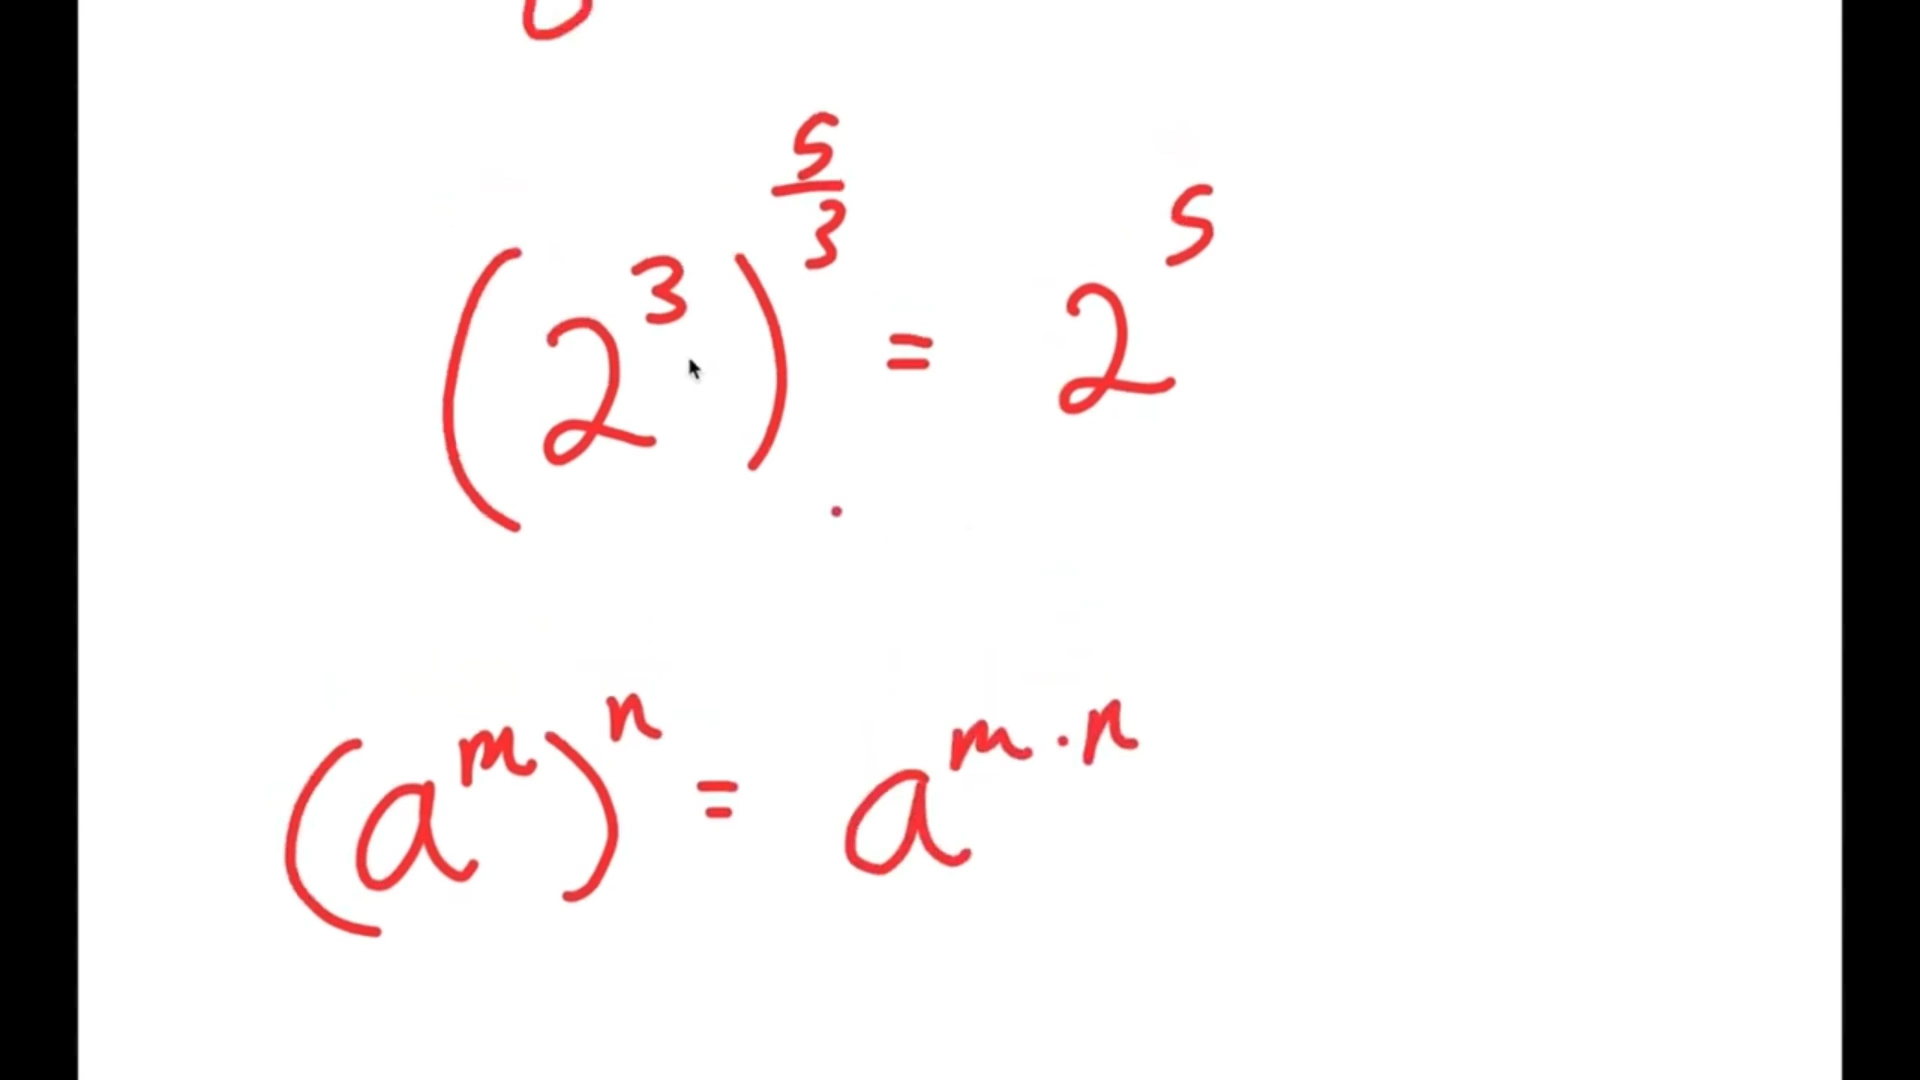 (2^3)^(5/3) = 2^5
(a^m)^n = a^(m·n)